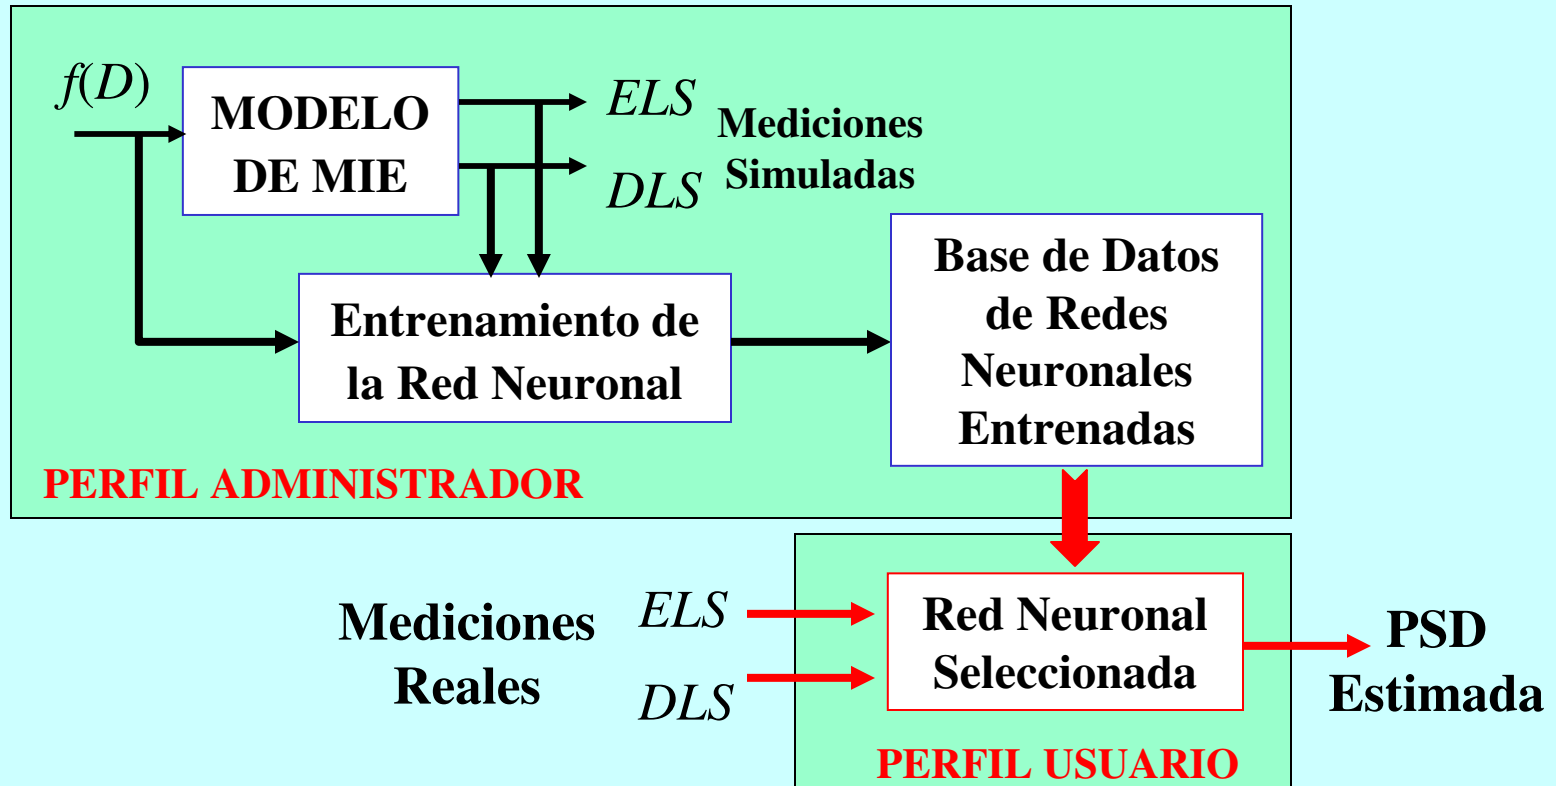 f(D)
MODELO
DE MIE
ELS
DLS
Mediciones
Simuladas
Entrenamiento de
la Red Neuronal
Base de Datos
de Redes
Neuronales
Entrenadas
PERFIL ADMINISTRADOR
Mediciones
Reales
ELS
DLS
Red Neuronal
Seleccionada
PSD
Estimada
PERFIL USUARIO